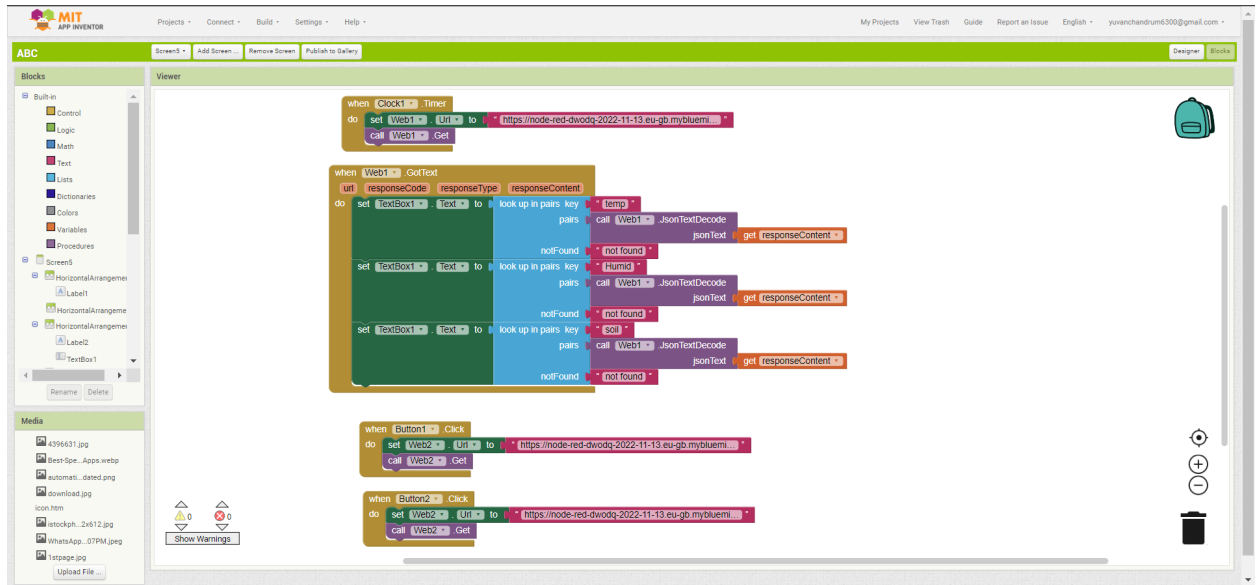 MIT
APP INVENTOR
Projects Connect Build Settings Help My Projects View Trash Guide Report an Issue English yuvanchandrum6300@gmail.com
ABC Screen5 Add Screen ... Remove Screen Publish to Gallery Designer Blocks
Blocks
Viewer
Built-in
Control
Logic
Math
Text
Lists
Dictionaries
Colors
Variables
Procedures
Screen5
HorizontalArrangemer
Label1
HorizontalArrangeme
HorizontalArrangemer
Label2
TextBox1
Rename Delete
Media
4396631.jpg
Best-Spe...Apps.webp
automati...dated.png
download.jpg
icon.htm
istockph...2x612.jpg
WhatsApp...07PM.jpeg
1stpage.jpg
Upload File ...
when Clock1 .Timer
do set Web1 . Url to " https://node-red-dwodq-2022-11-13.eu-gb.mybluemi... "
call Web1 .Get
when Web1 .GotText
url responseCode responseType responseContent
do set TextBox1 . Text to look up in pairs key " temp "
pairs call Web1 .JsonTextDecode
jsonText get responseContent
notFound " not found "
set TextBox1 . Text to look up in pairs key " Humid "
pairs call Web1 .JsonTextDecode
jsonText get responseContent
notFound " not found "
set TextBox1 . Text to look up in pairs key " soil "
pairs call Web1 .JsonTextDecode
jsonText get responseContent
notFound " not found "
when Button1 .Click
do set Web2 . Url to " https://node-red-dwodq-2022-11-13.eu-gb.mybluemi... "
call Web2 .Get
when Button2 .Click
do set Web2 . Url to " https://node-red-dwodq-2022-11-13.eu-gb.mybluemi... "
call Web2 .Get
0 0
Show Warnings